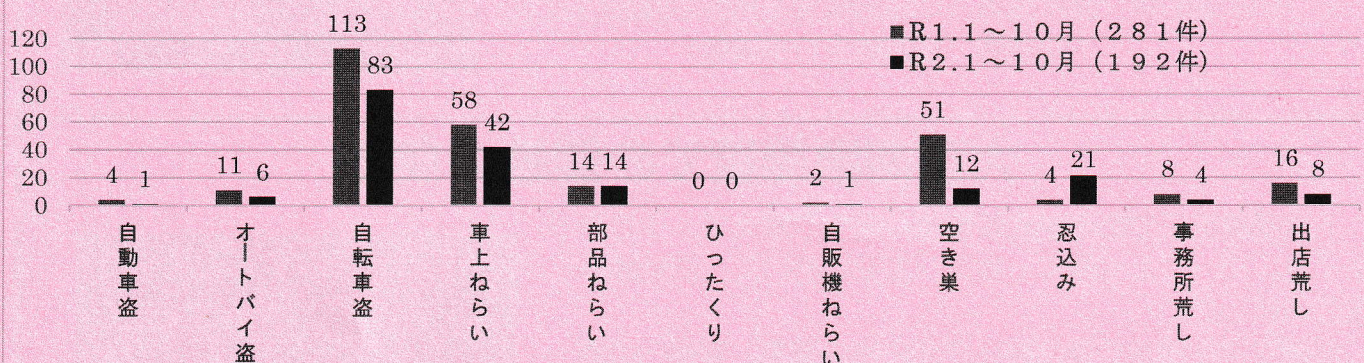 R1.1～10月（281件）
R2.1～10月（192件）
120
100
80
60
40
20
0
4 1
11 6
113 83
58 42
14 14
0 0
2 1
51 12
4 21
8 4
16 8
自動車盗
オートバイ盗
自転車盗
車上ねらい
部品ねらい
ひったくり
自販機ねらい
空き巣
忍込み
事務所荒し
出店荒し